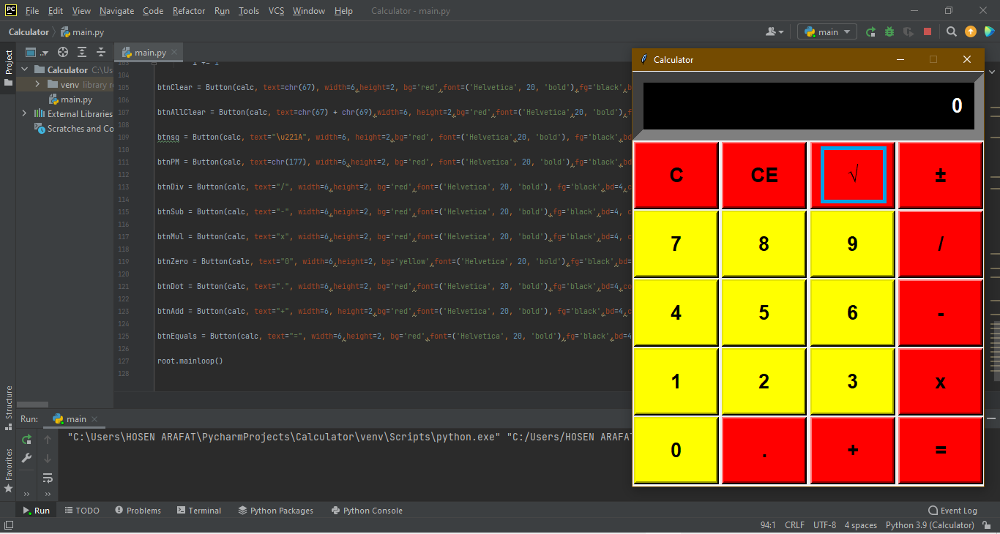 PC File Edit View Navigate Code Refactor Run Tools VCS Window Help Calculator - main.py
Calculator main.py main
Project .. main.py
Calculator C:\Us
venv library r
main.py
External Libraries
Scratches and Co
103
104
105 btnClear = Button(calc, text=chr(67), width=6,height=2, bg='red',font=('Helvetica', 20, 'bold'),fg='black',b
106
107 btnAllClear = Button(calc, text=chr(67) + chr(69),width=6, height=2,bg='red',font=('Helvetica',20, 'bold'),f
108
109 btnsq = Button(calc, text="\u221A", width=6, height=2,bg='red', font=('Helvetica',20, 'bold'), fg='black',bd
110
111 btnPM = Button(calc, text=chr(177), width=6,height=2, bg='red', font=('Helvetica', 20, 'bold'),fg='black',bd
112
113 btnDiv = Button(calc, text="/", width=6,height=2, bg='red',font=('Helvetica', 20, 'bold'), fg='black',bd=4,c
114
115 btnSub = Button(calc, text="-", width=6,height=2, bg='red',font=('Helvetica', 20, 'bold'),fg='black',bd=4, c
116
117 btnMul = Button(calc, text="x", width=6,height=2, bg='red',font=('Helvetica', 20, 'bold'),fg='black',bd=4, c
118
119 btnZero = Button(calc, text="0", width=6,height=2, bg='yellow',font=('Helvetica', 20, 'bold'),fg='black',bd=
120
121 btnDot = Button(calc, text=".", width=6,height=2, bg='red',font=('Helvetica', 20, 'bold'),fg='black',bd=4,co
122
123 btnAdd = Button(calc, text="+", width=6, height=2,bg='red',font=('Helvetica', 20, 'bold'), fg='black',bd=4,c
124
125 btnEquals = Button(calc, text="=", width=6,height=2, bg='red',font=('Helvetica', 20, 'bold'),fg='black',bd=4
126
127 root.mainloop()
128
Calculator
0
C CE √ ±
7 8 9 /
4 5 6 -
1 2 3 x
0 . + =
Structure
Favorites
Run: main
"C:\Users\HOSEN ARAFAT\PycharmProjects\Calculator\venv\Scripts\python.exe" "C:/Users/HOSEN ARAFAT
Run TODO Problems Terminal Python Packages Python Console Event Log
94:1 CRLF UTF-8 4 spaces Python 3.9 (Calculator)